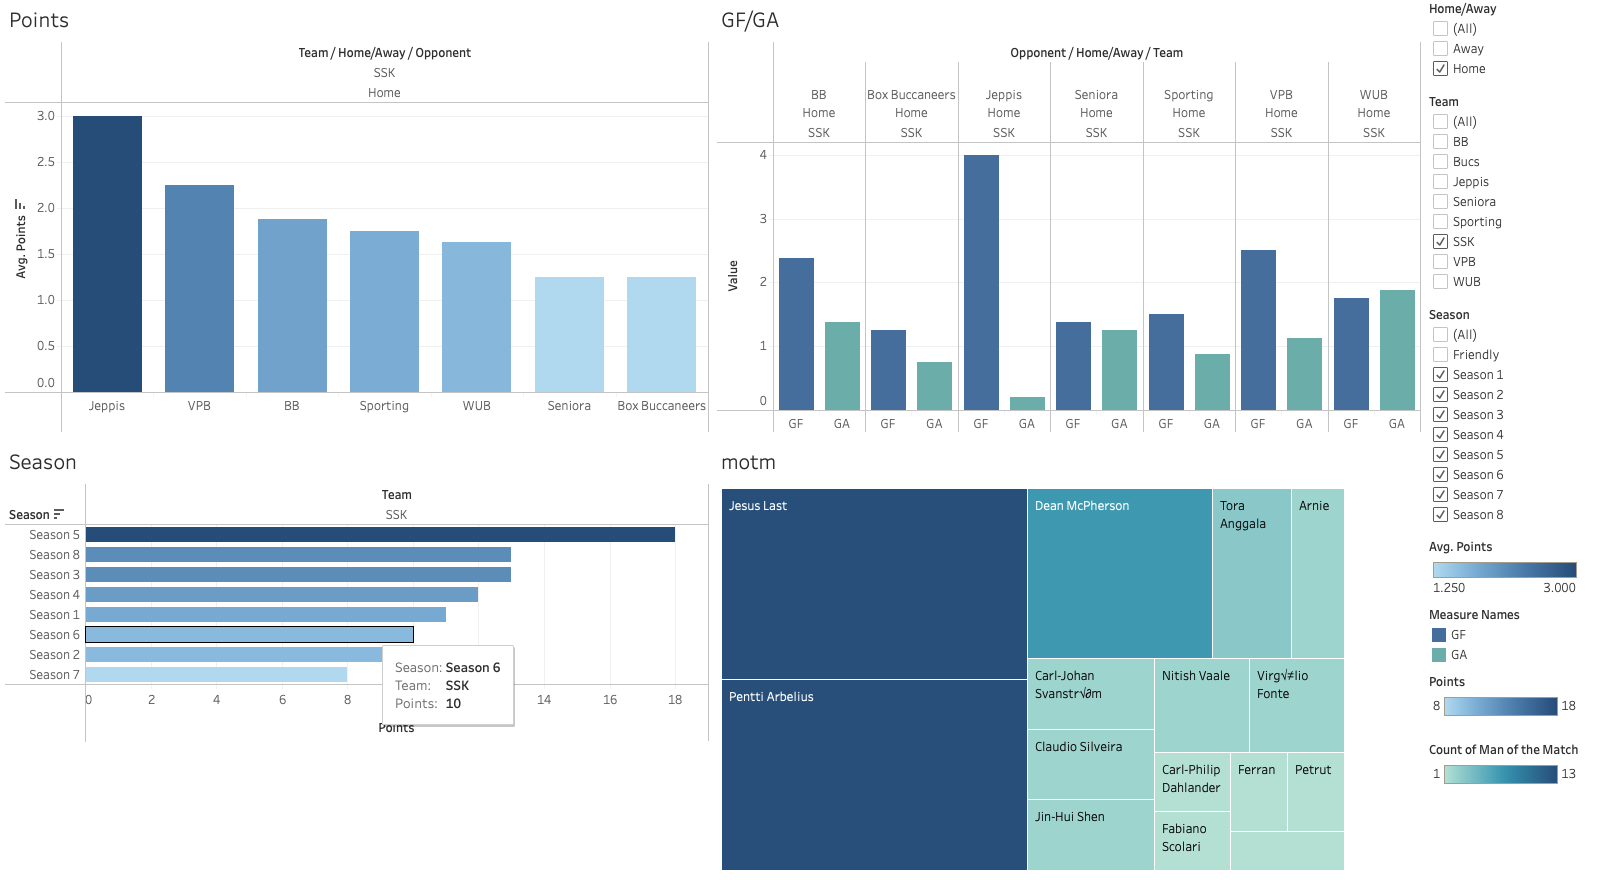 Points
Team / Home/Away / Opponent
SSK
Home
Avg. Points
3.0
2.5
2.0
1.5
1.0
0.5
0.0
Jeppis VPB BB Sporting WUB Seniora Box Buccaneers
GF/GA
Opponent / Home/Away / Team
BB Box Buccaneers Jeppis Seniora Sporting VPB WUB
Home Home Home Home Home Home Home
SSK SSK SSK SSK SSK SSK SSK
Value
4
3
2
1
0
GF GA GF GA GF GA GF GA GF GA GF GA GF GA
Home/Away
(All)
Away
Home
Team
(All)
BB
Bucs
Jeppis
Seniora
Sporting
SSK
VPB
WUB
Season
(All)
Friendly
Season 1
Season 2
Season 3
Season 4
Season 5
Season 6
Season 7
Season 8
Avg. Points
1.250 3.000
Measure Names
GF
GA
Points
8 18
Count of Man of the Match
1 13
Season
Team
Season SSK
Season 5
Season 8
Season 3
Season 4
Season 1
Season 6
Season 2
Season 7
0 2 4 6 8 14 16 18
Points
Season: Season 6
Team: SSK
Points: 10
motm
Jesus Last
Pentti Arbelius
Dean McPherson
Tora
Anggala
Arnie
Carl-Johan
Svanstr√∂m
Claudio Silveira
Jin-Hui Shen
Nitish Vaale
Virg√≠lio
Fonte
Carl-Philip
Dahlander
Fabiano
Scolari
Ferran
Petrut